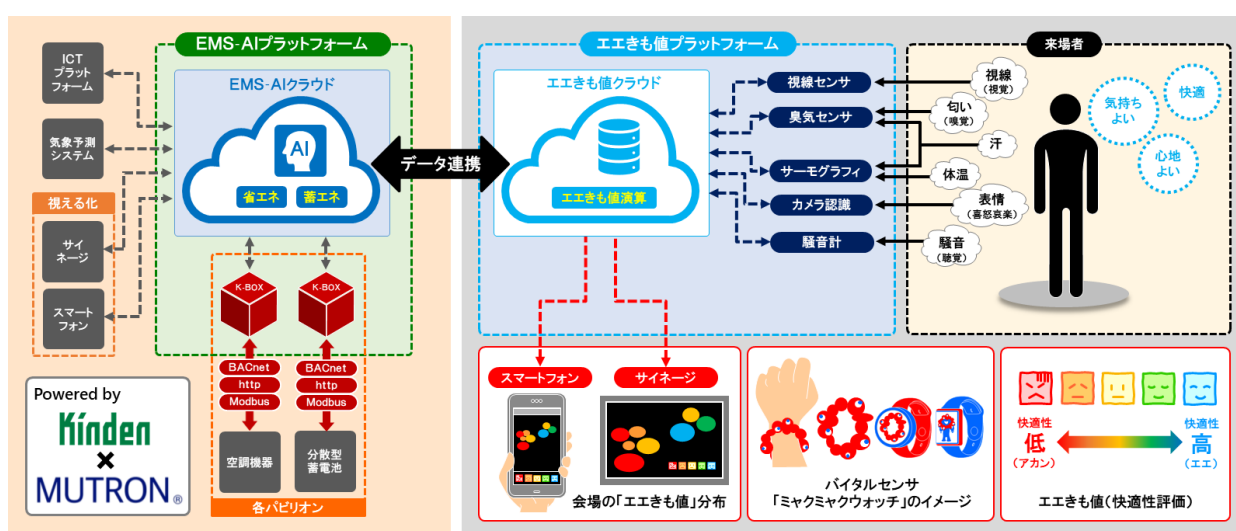 EMS-AIプラットフォーム
ICT
プラット
フォーム
気象予測
システム
視える化
サイ
ネージ
スマート
フォン
EMS-AIクラウド
AI
省エネ
蓄エネ
K-BOX
K-BOX
BACnet
http
Modbus
BACnet
http
Modbus
空調機器
分散型
蓄電池
各パビリオン
Powered by
Kinden
×
MUTRON®
データ連携
エエきも値プラットフォーム
エエきも値クラウド
エエきも値演算
視線センサ
臭気センサ
サーモグラフィ
カメラ認識
騒音計
来場者
視線
(視覚)
匂い
(嗅覚)
汗
体温
表情
(喜怒哀楽)
騒音
(聴覚)
気持ち
よい
快適
心地
よい
スマートフォン
サイネージ
会場の「エエきも値」分布
バイタルセンサ
「ミャクミャクウォッチ」のイメージ
快適性
低
(アカン)
快適性
高
(エエ)
エエきも値(快適性評価)